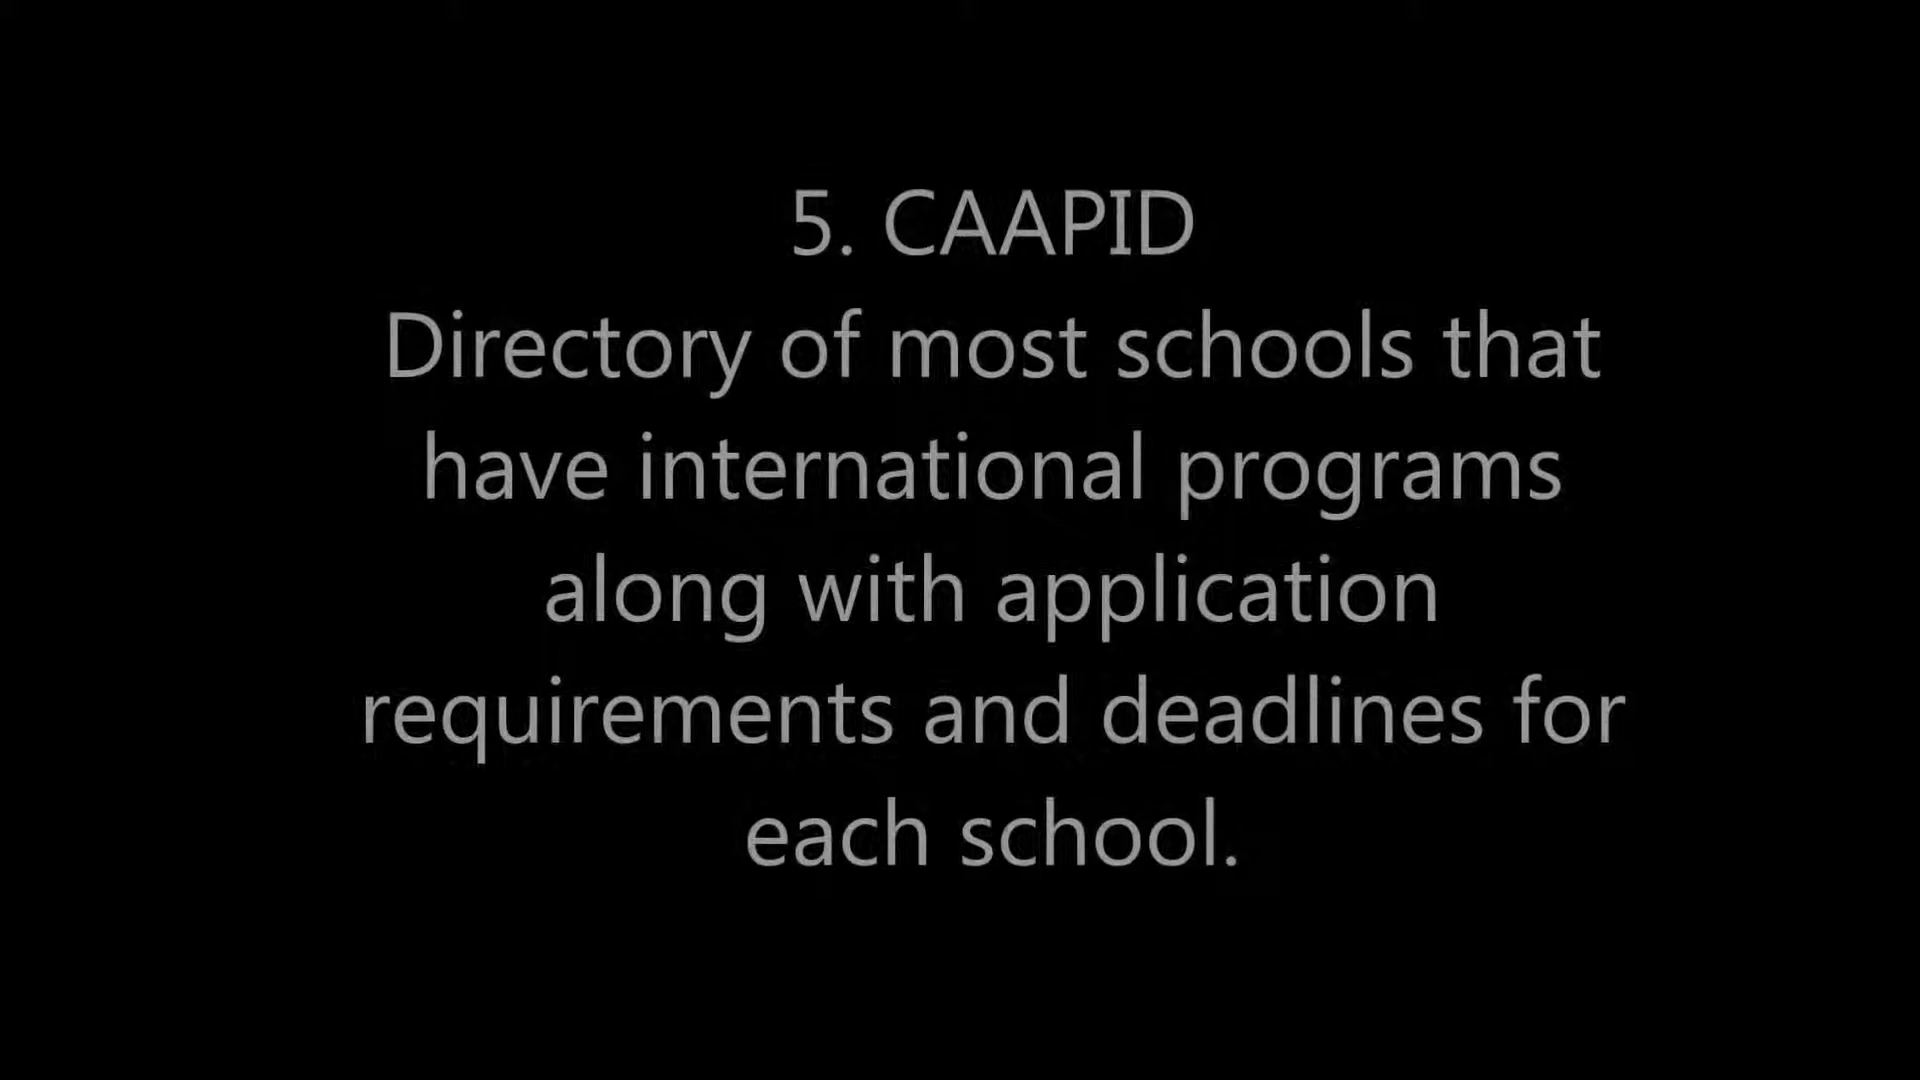 5. CAAPID
Directory of most schools that
have international programs
along with application
requirements and deadlines for
each school.